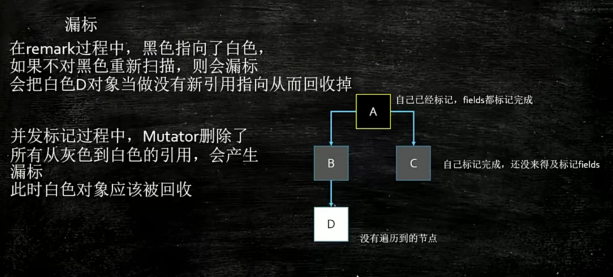 漏标
在remark过程中，黑色指向了白色，
如果不对黑色重新扫描，则会漏标
会把白色D对象当做没有新引用指向从而回收掉
A
自己已经标记，fields都标记完成
并发标记过程中，Mutator删除了
所有从灰色到白色的引用，会产生
漏标
此时白色对象应该被回收
B
C
自己标记完成，还没来得及标记fields
D
没有遍历到的节点